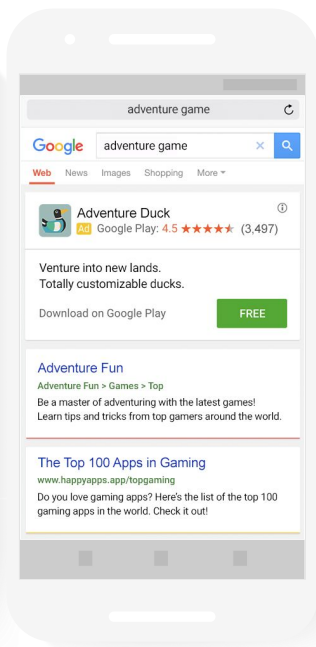 adventure game
Google adventure game
Web News Images Shopping More
Adventure Duck
Ad Google Play: 4.5 ★★★★★ (3,497)
Venture into new lands.
Totally customizable ducks.
Download on Google Play FREE
Adventure Fun
Adventure Fun > Games > Top
Be a master of adventuring with the latest games!
Learn tips and tricks from top gamers around the world.
The Top 100 Apps in Gaming
www.happyapps.app/topgaming
Do you love gaming apps? Here's the list of the top 100
gaming apps in the world. Check it out!